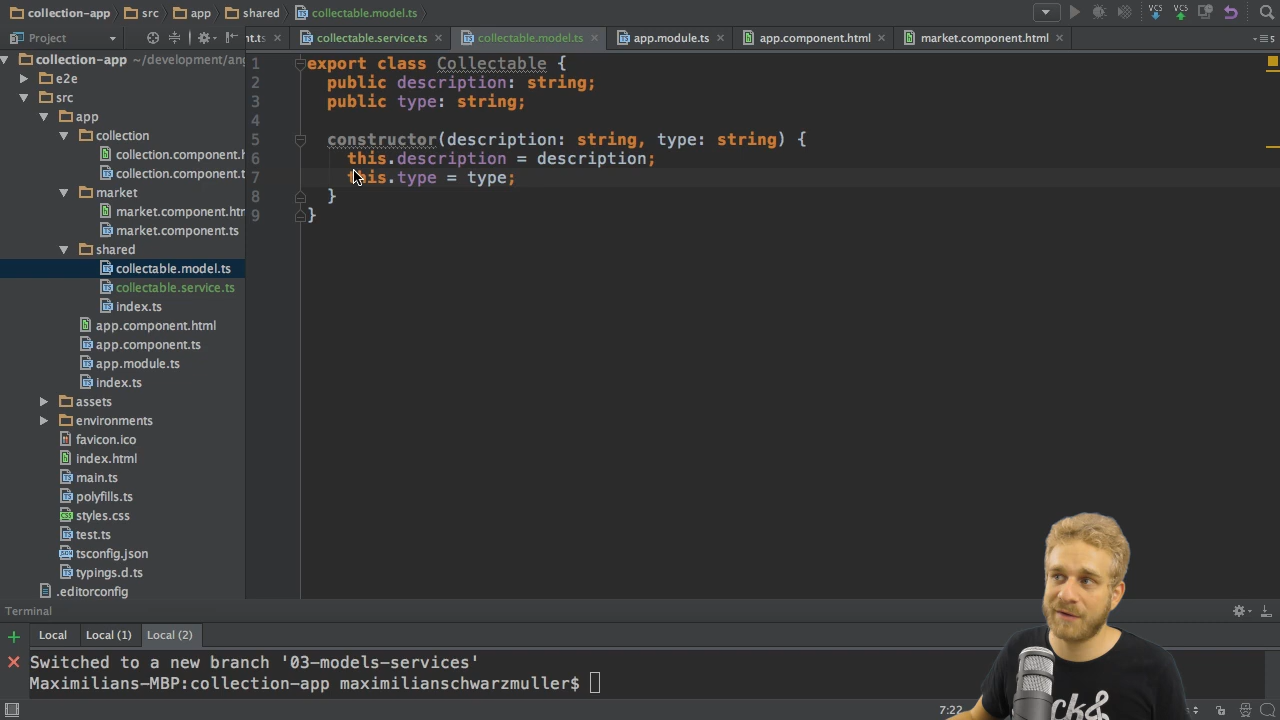 collection-app src app shared collectable.model.ts
Project
t.ts collectable.service.ts collectable.model.ts app.module.ts app.component.html market.component.html
collection-app ~/development/an
e2e
src
app
collection
collection.component.h
collection.component.t
market
market.component.htm
market.component.ts
shared
collectable.model.ts
collectable.service.ts
index.ts
app.component.html
app.component.ts
app.module.ts
index.ts
assets
environments
favicon.ico
index.html
main.ts
polyfills.ts
styles.css
test.ts
tsconfig.json
typings.d.ts
.editorconfig
1 export class Collectable {
2 public description: string;
3 public type: string;
4
5 constructor(description: string, type: string) {
6 this.description = description;
7 this.type = type;
8 }
9 }
VCS VCS
Terminal
Local Local (1) Local (2)
Switched to a new branch '03-models-services'
Maximilians-MBP:collection-app maximilianschwarzmuller$
7:22